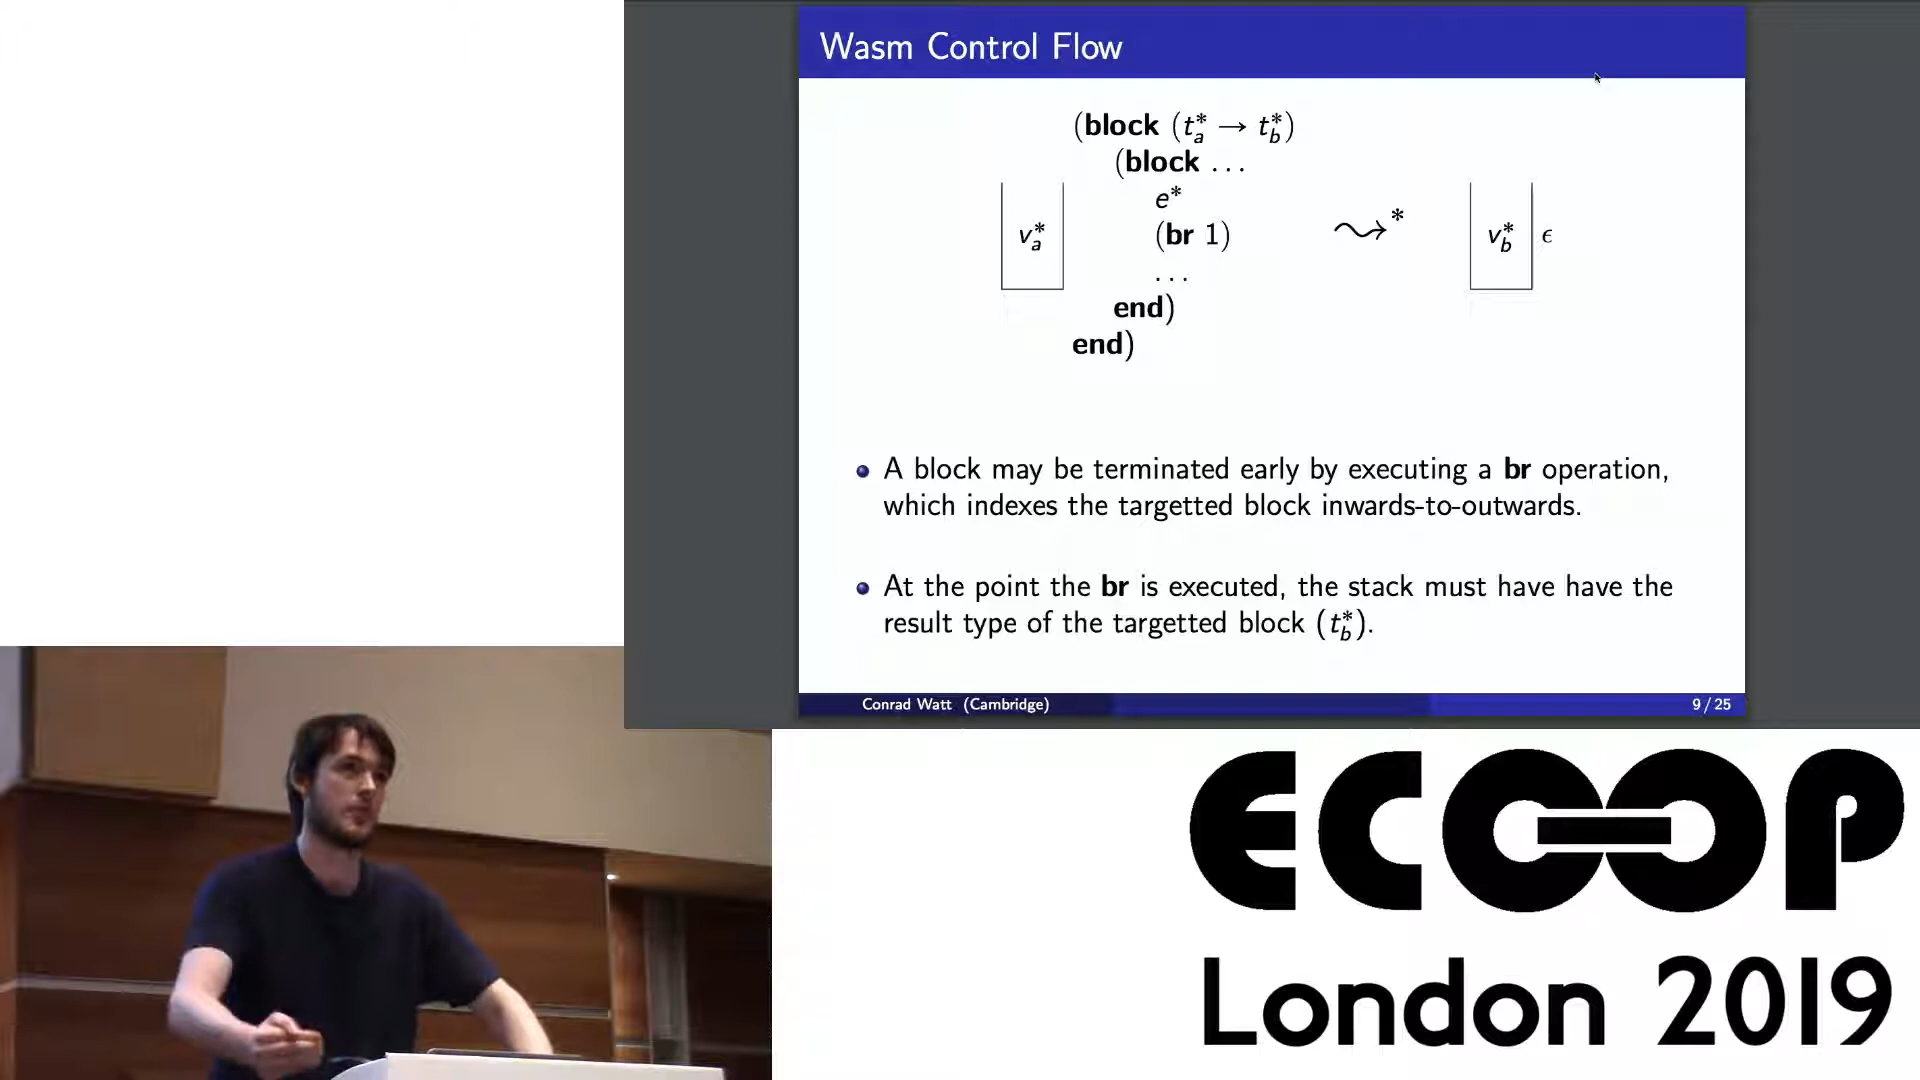 Wasm Control Flow
(block (t*a → t*b)
(block ...
e*
v*a (br 1) ⇝* v*b ϵ
...
end)
end)
A block may be terminated early by executing a br operation,
which indexes the targetted block inwards-to-outwards.
At the point the br is executed, the stack must have have the
result type of the targetted block (t*b).
Conrad Watt (Cambridge) 9 / 25
ECOOP
London 2019